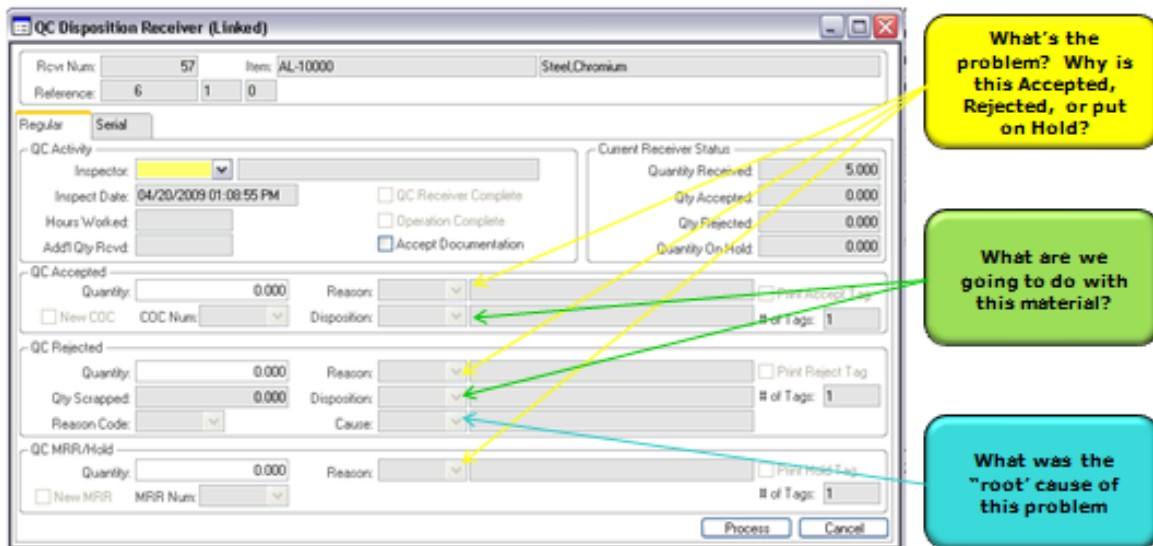 QC Disposition Receiver (Linked)
Rcvr Num: 57 Item: AL-10000 Steel,Chromium
Reference: 6 1 0
Regular Serial
QC Activity
Inspector:
Inspect Date: 04/20/2009 01:08:55 PM QC Receiver Complete
Hours Worked: Operation Complete
Add'l Qty Rcvd: Accept Documentation
Current Receiver Status
Quantity Received: 5.000
Qty Accepted: 0.000
Qty Rejected: 0.000
Quantity On Hold: 0.000
QC Accepted
Quantity: 0.000 Reason: Print Accept Tag
New COC COC Num: Disposition: # of Tags: 1
QC Rejected
Quantity: 0.000 Reason: Print Reject Tag
Qty Scrapped: 0.000 Disposition: # of Tags: 1
Reason Code: Cause:
QC MRR/Hold
Quantity: 0.000 Reason: Print Hold Tag
New MRR MRR Num: # of Tags: 1
Process Cancel
What's the
problem? Why is
this Accepted,
Rejected, or put
on Hold?
What are we
going to do with
this material?
What was the
"root' cause of
this problem